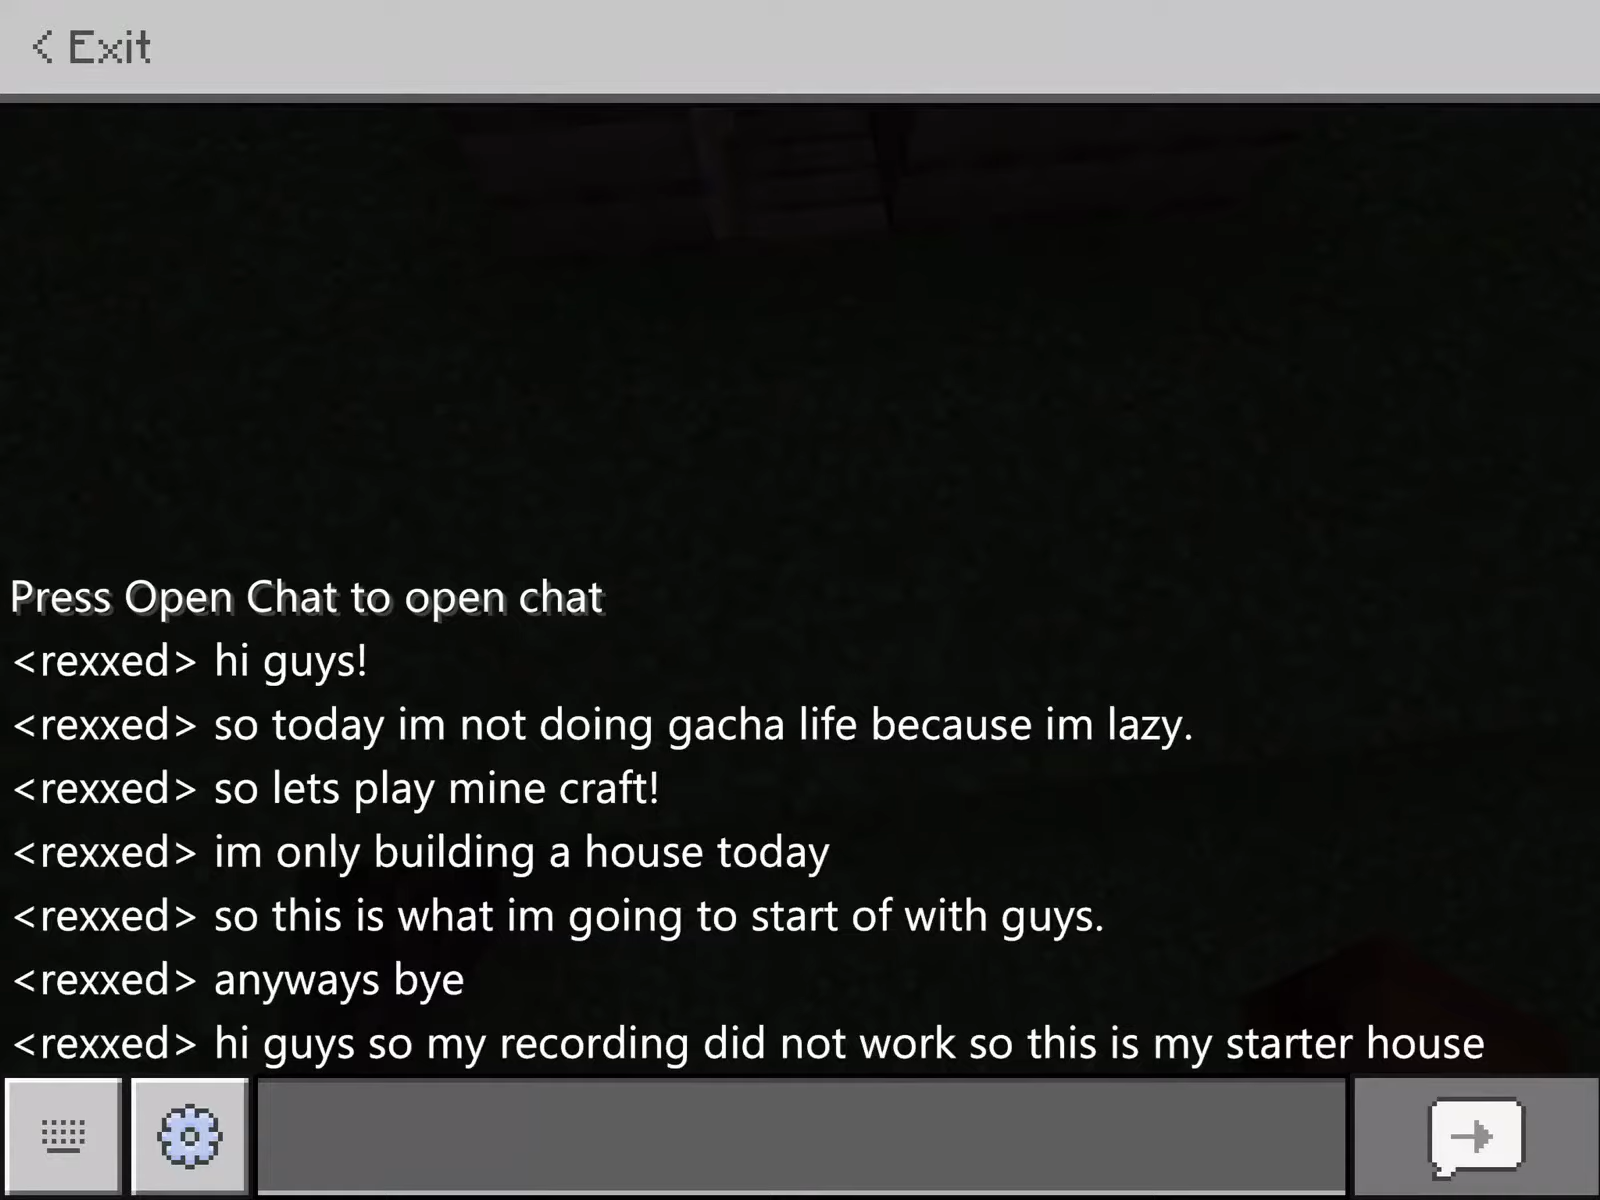 < Exit
Press Open Chat to open chat
<rexxed> hi guys!
<rexxed> so today im not doing gacha life because im lazy.
<rexxed> so lets play mine craft!
<rexxed> im only building a house today
<rexxed> so this is what im going to start of with guys.
<rexxed> anyways bye
<rexxed> hi guys so my recording did not work so this is my starter house